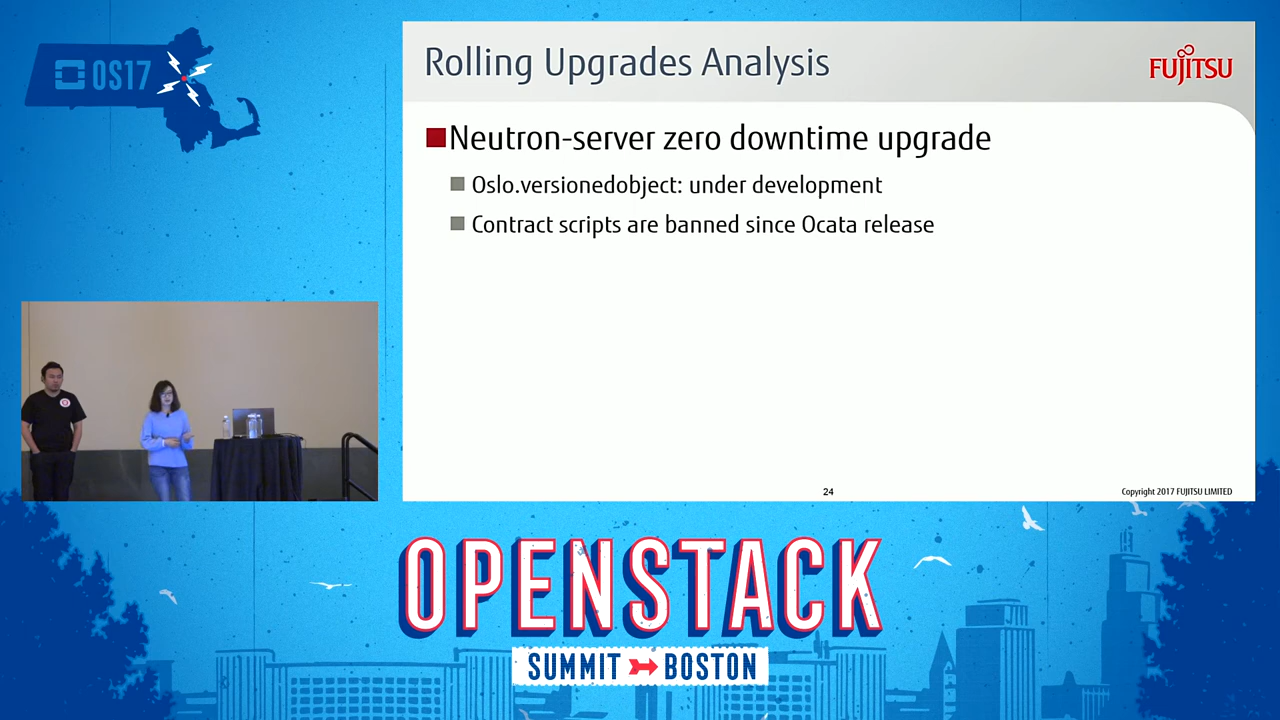 OS17
Rolling Upgrades Analysis
FUJITSU
Neutron-server zero downtime upgrade
Oslo.versionedobject: under development
Contract scripts are banned since Ocata release
24
Copyright 2017 FUJITSU LIMITED
OPENSTACK
SUMMIT BOSTON